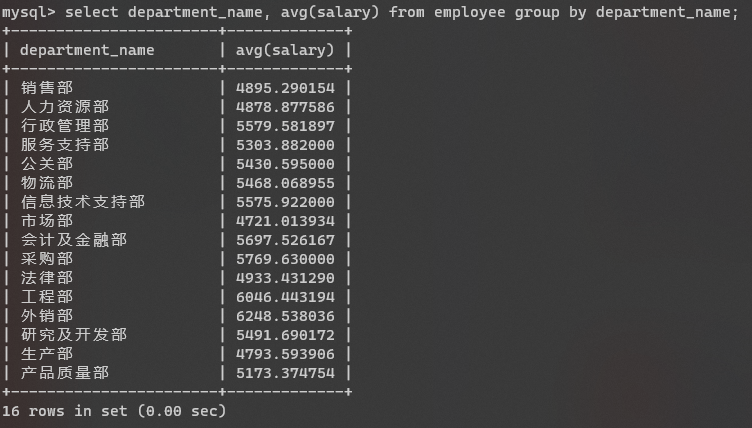 mysql> select department_name, avg(salary) from employee group by department_name;
+-----------------------+-------------+
| department_name       | avg(salary) |
+-----------------------+-------------+
| 销售部                | 4895.290154 |
| 人力资源部            | 4878.877586 |
| 行政管理部            | 5579.581897 |
| 服务支持部            | 5303.882000 |
| 公关部                | 5430.595000 |
| 物流部                | 5468.068955 |
| 信息技术支持部        | 5575.922000 |
| 市场部                | 4721.013934 |
| 会计及金融部          | 5697.526167 |
| 采购部                | 5769.630000 |
| 法律部                | 4933.431290 |
| 工程部                | 6046.443194 |
| 外销部                | 6248.538036 |
| 研究及开发部          | 5491.690172 |
| 生产部                | 4793.593906 |
| 产品质量部            | 5173.374754 |
+-----------------------+-------------+
16 rows in set (0.00 sec)